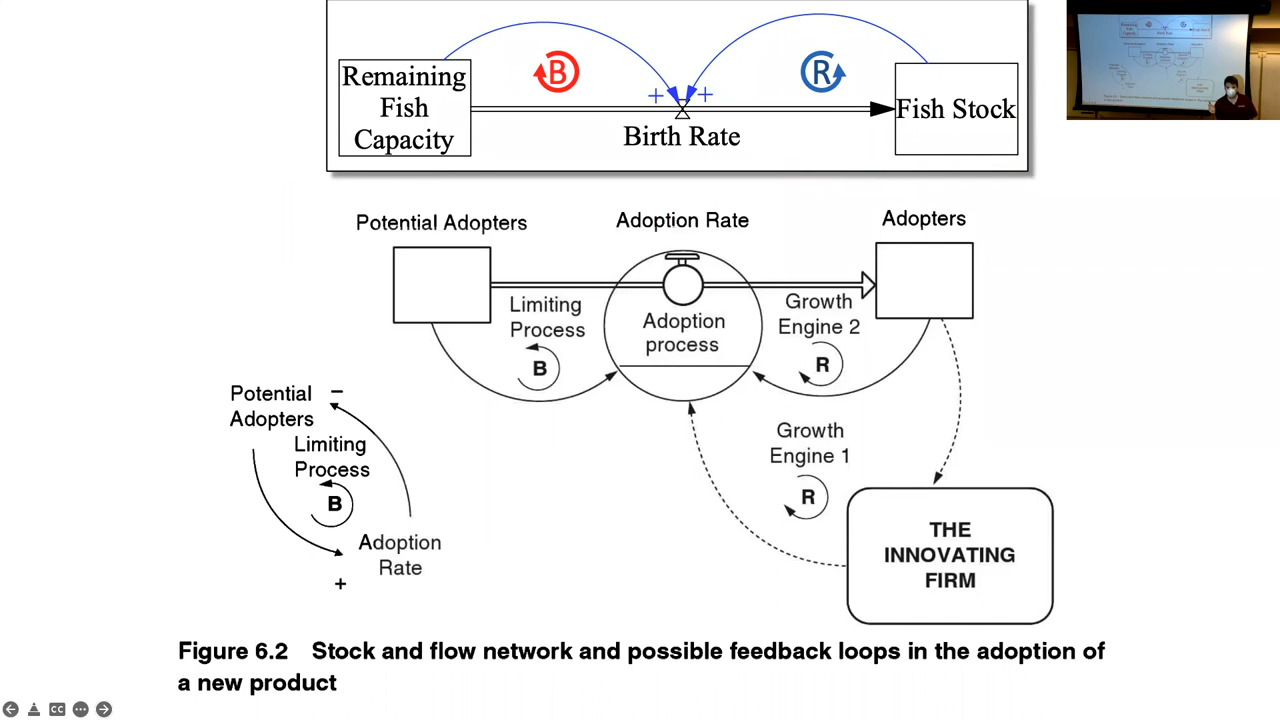 Remaining
Fish
Capacity
B
+
+
Birth Rate
R
Fish Stock
Potential Adopters
Adoption Rate
Adopters
Limiting
Process
B
Adoption
process
Growth
Engine 2
R
Potential
Adopters
−
Limiting
Process
B
Adoption
Rate
+
Growth
Engine 1
R
THE
INNOVATING
FIRM
Figure 6.2 Stock and flow network and possible feedback loops in the adoption of
a new product
CC